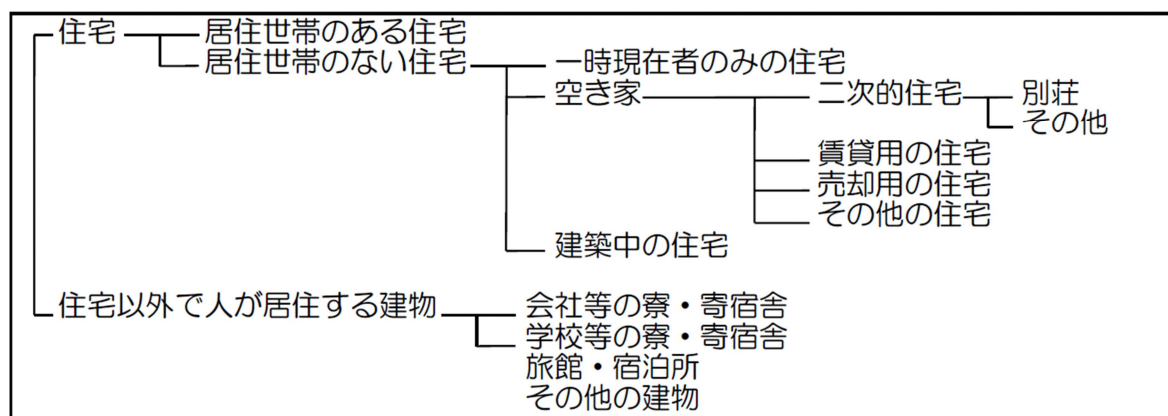 住宅 居住世帯のある住宅
居住世帯のない住宅 一時現在者のみの住宅
空き家 二次的住宅 別荘
その他
賃貸用の住宅
売却用の住宅
その他の住宅
建築中の住宅
住宅以外で人が居住する建物 会社等の寮・寄宿舎
学校等の寮・寄宿舎
旅館・宿泊所
その他の建物